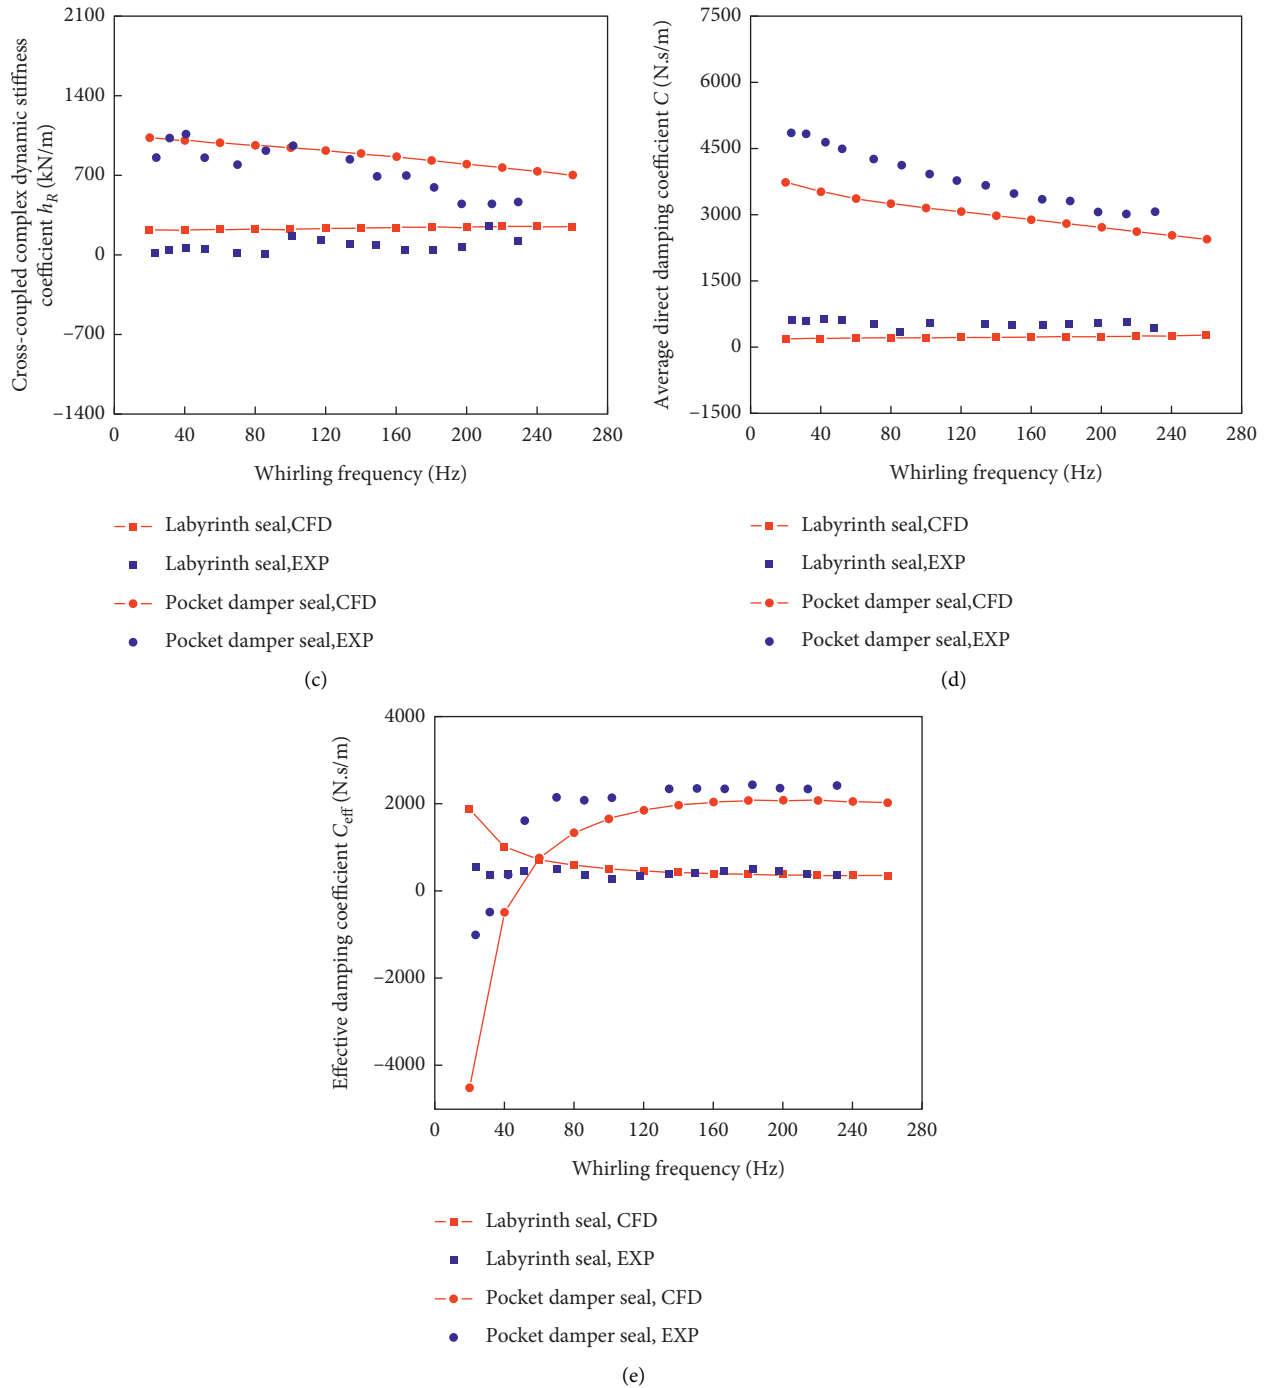 2100
1400
700
0
–700
–1400
Cross-coupled complex dynamic stiffness
coefficient hR (kN/m)
0 40 80 120 160 200 240 280
Whirling frequency (Hz)
Labyrinth seal,CFD
Labyrinth seal,EXP
Pocket damper seal,CFD
Pocket damper seal,EXP
(c)
7500
6000
4500
3000
1500
0
–1500
Average direct damping coefficient C (N.s/m)
0 40 80 120 160 200 240 280
Whirling frequency (Hz)
Labyrinth seal,CFD
Labyrinth seal,EXP
Pocket damper seal,CFD
Pocket damper seal,EXP
(d)
4000
2000
0
–2000
–4000
Effective damping coefficient Ceff (N.s/m)
0 40 80 120 160 200 240 280
Whirling frequency (Hz)
Labyrinth seal, CFD
Labyrinth seal, EXP
Pocket damper seal, CFD
Pocket damper seal, EXP
(e)